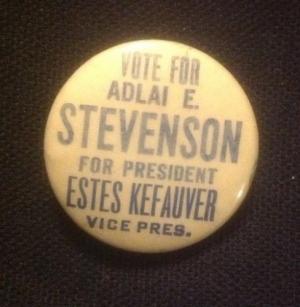 VOTE FOR
ADLAI E.
STEVENSON
FOR PRESIDENT
ESTES KEFAUVER
VICE PRES.